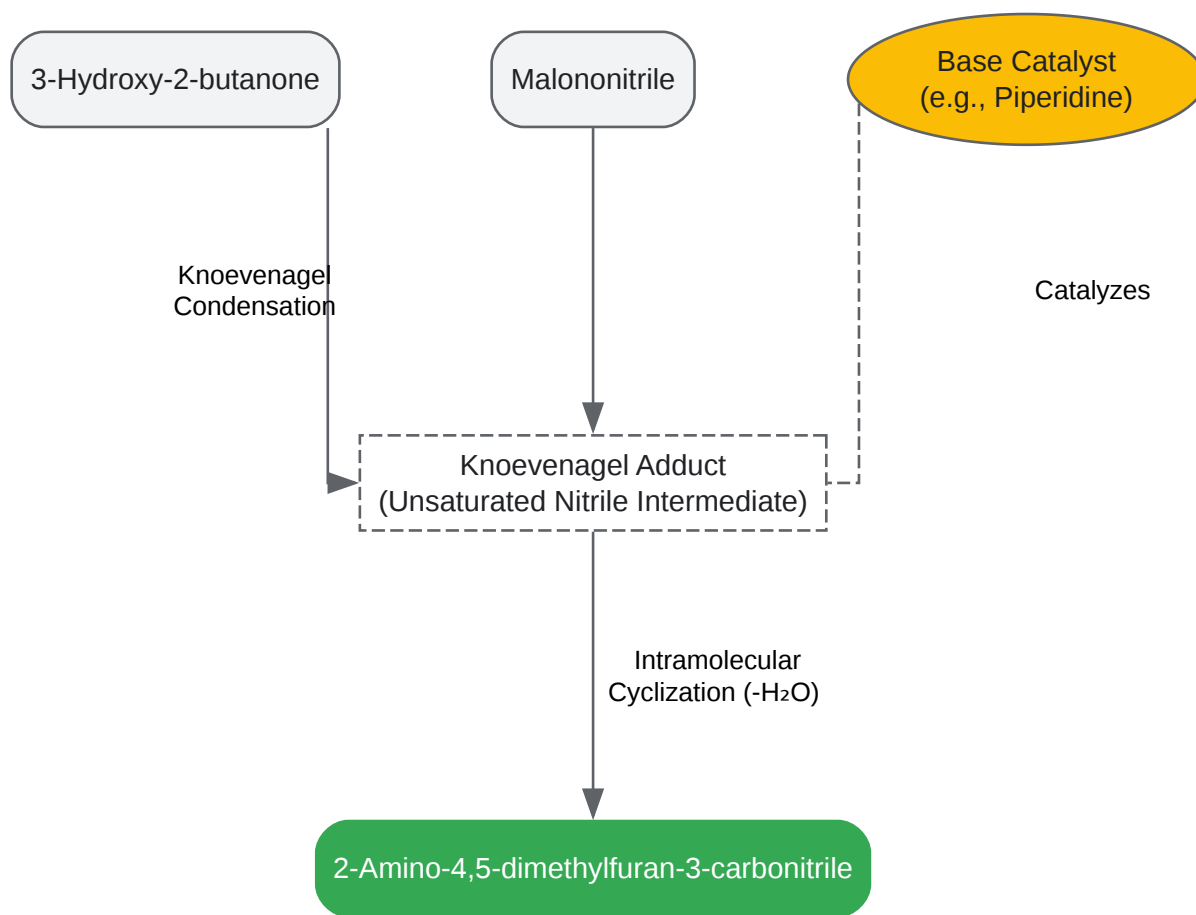 3-Hydroxy-2-butanone
Malononitrile
Base Catalyst
(e.g., Piperidine)
Knoevenagel
Condensation
Catalyzes
Knoevenagel Adduct
(Unsaturated Nitrile Intermediate)
Intramolecular
Cyclization (-H₂O)
2-Amino-4,5-dimethylfuran-3-carbonitrile